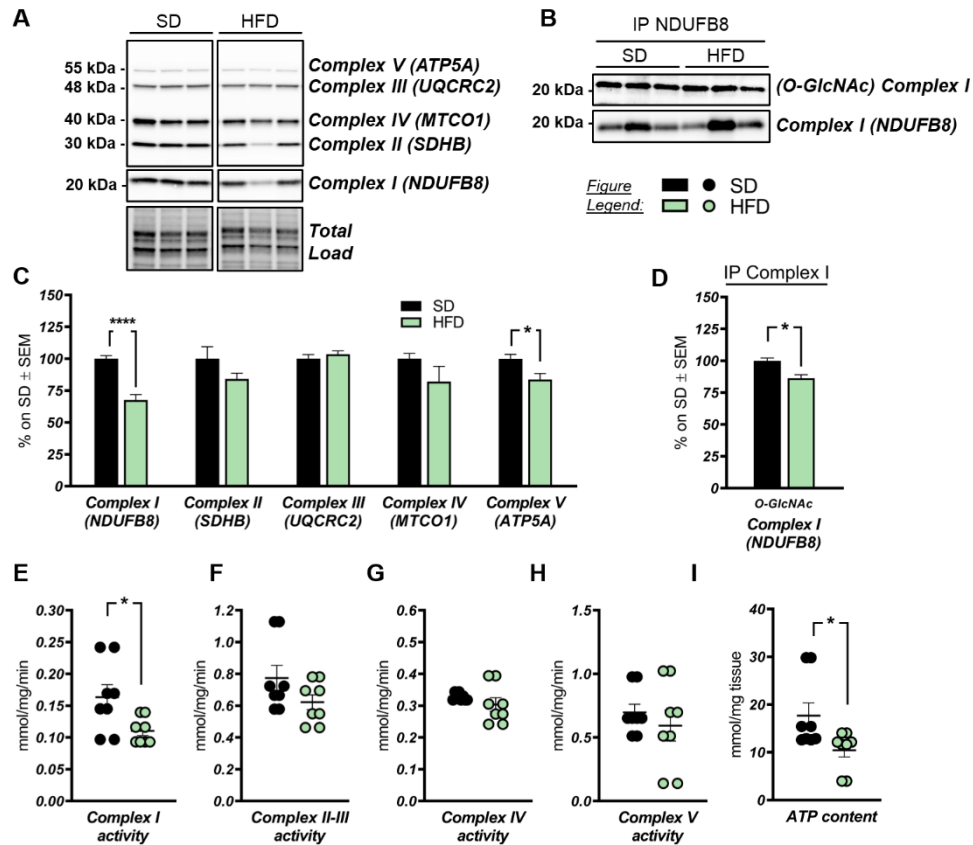 A
SD
HFD
55 kDa -
48 kDa -
40 kDa -
30 kDa -
20 kDa -
Complex V (ATP5A)
Complex III (UQCRC2)
Complex IV (MTCO1)
Complex II (SDHB)
Complex I (NDUFB8)
Total
Load
B
IP NDUFB8
SD
HFD
20 kDa -
(O-GlcNAc) Complex I
20 kDa -
Complex I (NDUFB8)
Figure
Legend:
SD
HFD
C
% on SD ± SEM
150
125
100
75
50
25
0
SD
HFD
****
*
Complex I
(NDUFB8)
Complex II
(SDHB)
Complex III
(UQCRC2)
Complex IV
(MTCO1)
Complex V
(ATP5A)
D
IP Complex I
% on SD ± SEM
150
125
100
75
50
25
0
*
O-GlcNAc
Complex I
(NDUFB8)
E
mmol/mg/min
0.30
0.25
0.20
0.15
0.10
0.05
0.00
*
Complex I
activity
F
mmol/mg/min
1.2
1.0
0.8
0.6
0.4
0.2
0.0
Complex II-III
activity
G
mmol/mg/min
0.6
0.4
0.2
0.0
Complex IV
activity
H
mmol/mg/min
1.5
1.0
0.5
0.0
Complex V
activity
I
mmol/mg tissue
40
30
20
10
0
*
ATP content